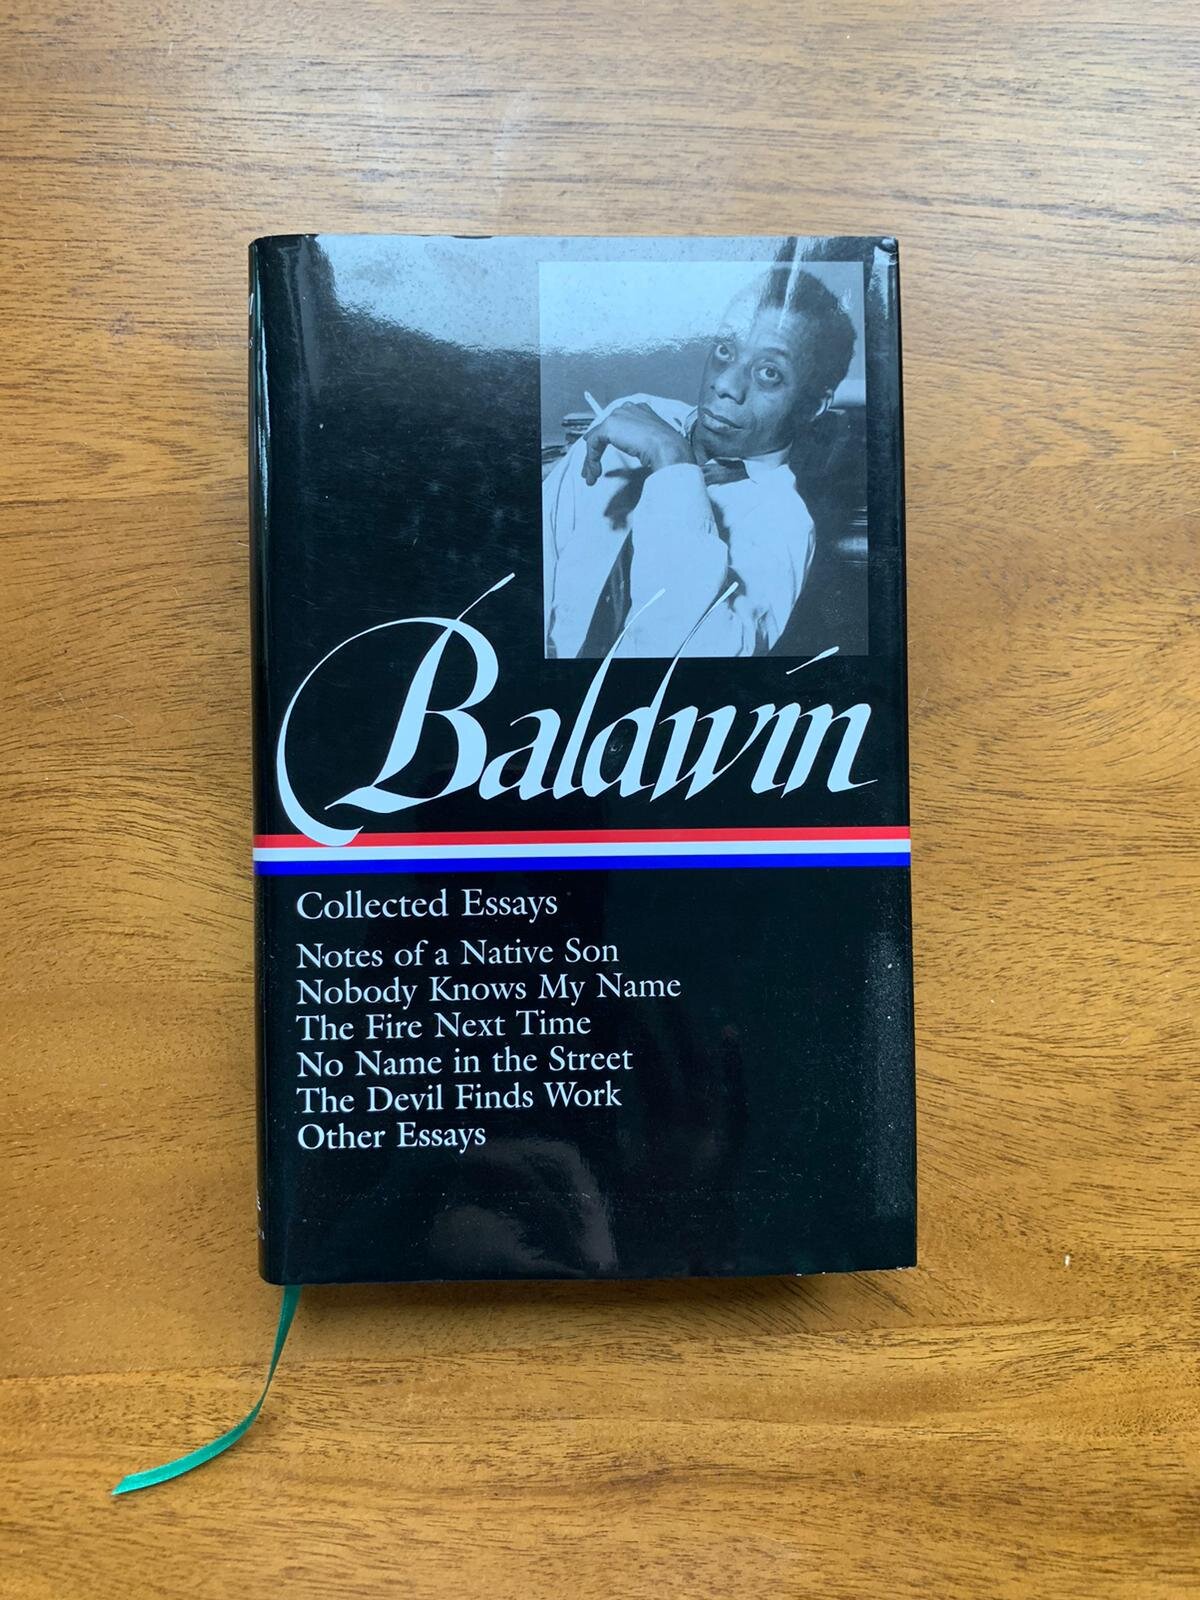 Baldwin
Collected Essays
Notes of a Native Son
Nobody Knows My Name
The Fire Next Time
No Name in the Street
The Devil Finds Work
Other Essays